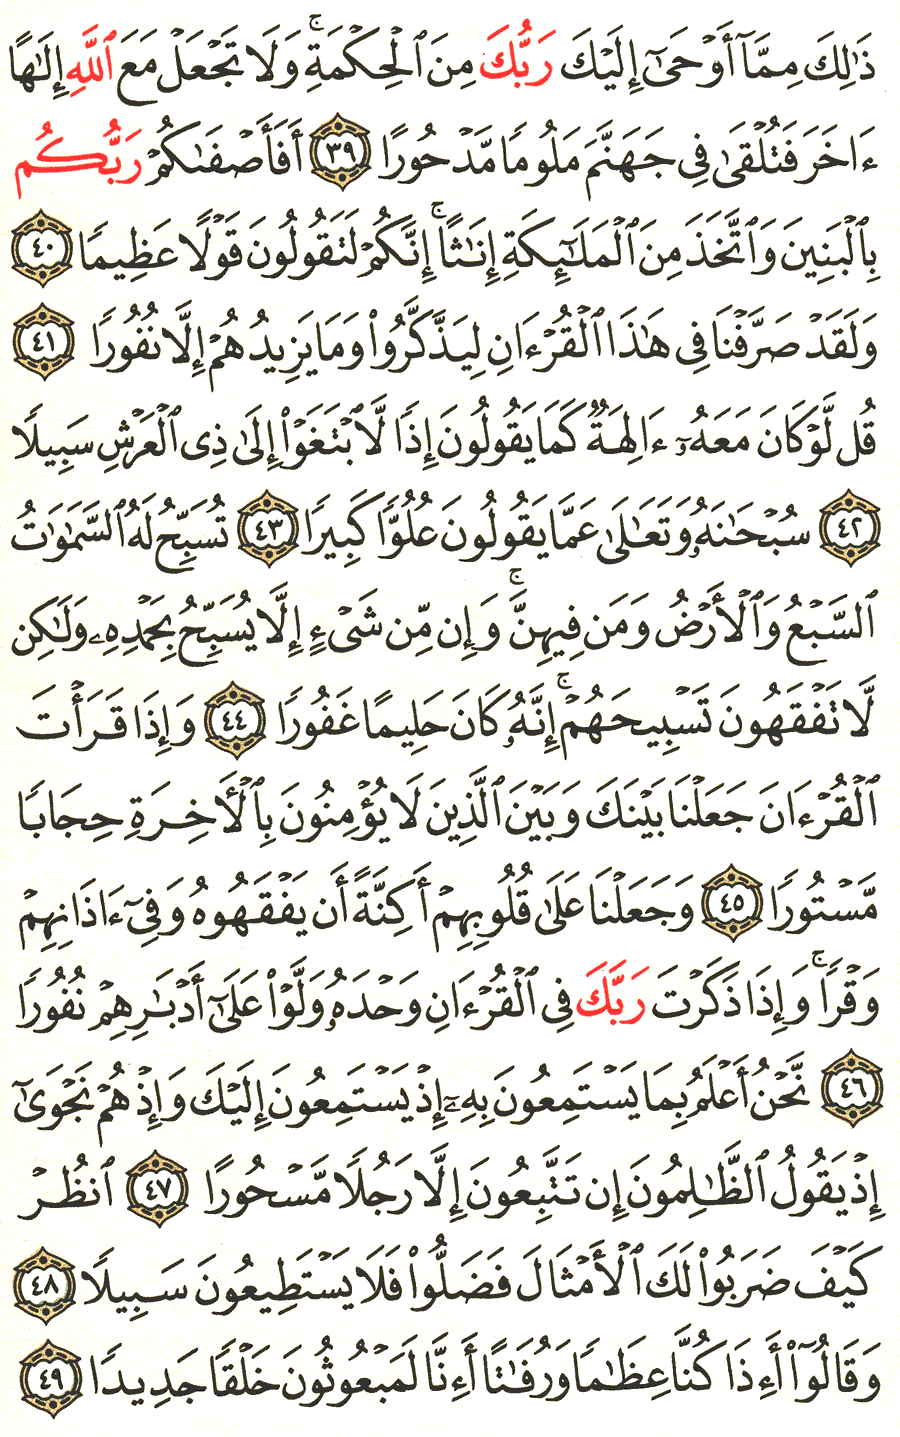 ذَٰلِكَ مِمَّآ أَوْحَىٰٓ إِلَيْكَ رَبُّكَ مِنَ ٱلْحِكْمَةِۗ وَلَا تَجْعَلْ مَعَ ٱللَّهِ إِلَٰهًا
ءَاخَرَ فَتُلْقَىٰ فِى جَهَنَّمَ مَلُومًا مَّدْحُورًا ٣٩ أَفَأَصْفَىٰكُمْ رَبُّكُم
بِٱلْبَنِينَ وَٱتَّخَذَ مِنَ ٱلْمَلَٰٓئِكَةِ إِنَٰثًاۚ إِنَّكُمْ لَتَقُولُونَ قَوْلًا عَظِيمًا ٤٠
وَلَقَدْ صَرَّفْنَا فِى هَٰذَا ٱلْقُرْءَانِ لِيَذَّكَّرُوا۟ وَمَا يَزِيدُهُمْ إِلَّا نُفُورًا ٤١
قُل لَّوْ كَانَ مَعَهُۥٓ ءَالِهَةٌ كَمَا يَقُولُونَ إِذًا لَّٱبْتَغَوْا۟ إِلَىٰ ذِى ٱلْعَرْشِ سَبِيلًا
٤٢ سُبْحَٰنَهُۥ وَتَعَٰلَىٰ عَمَّا يَقُولُونَ عُلُوًّا كَبِيرًا ٤٣ تُسَبِّحُ لَهُ ٱلسَّمَٰوَٰتُ
ٱلسَّبْعُ وَٱلْأَرْضُ وَمَن فِيهِنَّۚ وَإِن مِّن شَىْءٍ إِلَّا يُسَبِّحُ بِحَمْدِهِۦ وَلَٰكِن
لَّا تَفْقَهُونَ تَسْبِيحَهُمْۚ إِنَّهُۥ كَانَ حَلِيمًا غَفُورًا ٤٤ وَإِذَا قَرَأْتَ
ٱلْقُرْءَانَ جَعَلْنَا بَيْنَكَ وَبَيْنَ ٱلَّذِينَ لَا يُؤْمِنُونَ بِٱلْأَخِرَةِ حِجَابًا
مَّسْتُورًا ٤٥ وَجَعَلْنَا عَلَىٰ قُلُوبِهِمْ أَكِنَّةً أَن يَفْقَهُوهُ وَفِىٓ ءَاذَانِهِمْ
وَقْرًاۚ وَإِذَا ذَكَرْتَ رَبَّكَ فِى ٱلْقُرْءَانِ وَحْدَهُۥ وَلَّوْا۟ عَلَىٰٓ أَدْبَٰرِهِمْ نُفُورًا
٤٦ نَّحْنُ أَعْلَمُ بِمَا يَسْتَمِعُونَ بِهِۦٓ إِذْ يَسْتَمِعُونَ إِلَيْكَ وَإِذْ هُمْ نَجْوَىٰٓ
إِذْ يَقُولُ ٱلظَّٰلِمُونَ إِن تَتَّبِعُونَ إِلَّا رَجُلًا مَّسْحُورًا ٤٧ ٱنظُرْ
كَيْفَ ضَرَبُوا۟ لَكَ ٱلْأَمْثَالَ فَضَلُّوا۟ فَلَا يَسْتَطِيعُونَ سَبِيلًا ٤٨
وَقَالُوٓا۟ أَءِذَا كُنَّا عِظَٰمًا وَرُفَٰتًا أَءِنَّا لَمَبْعُوثُونَ خَلْقًا جَدِيدًا ٤٩